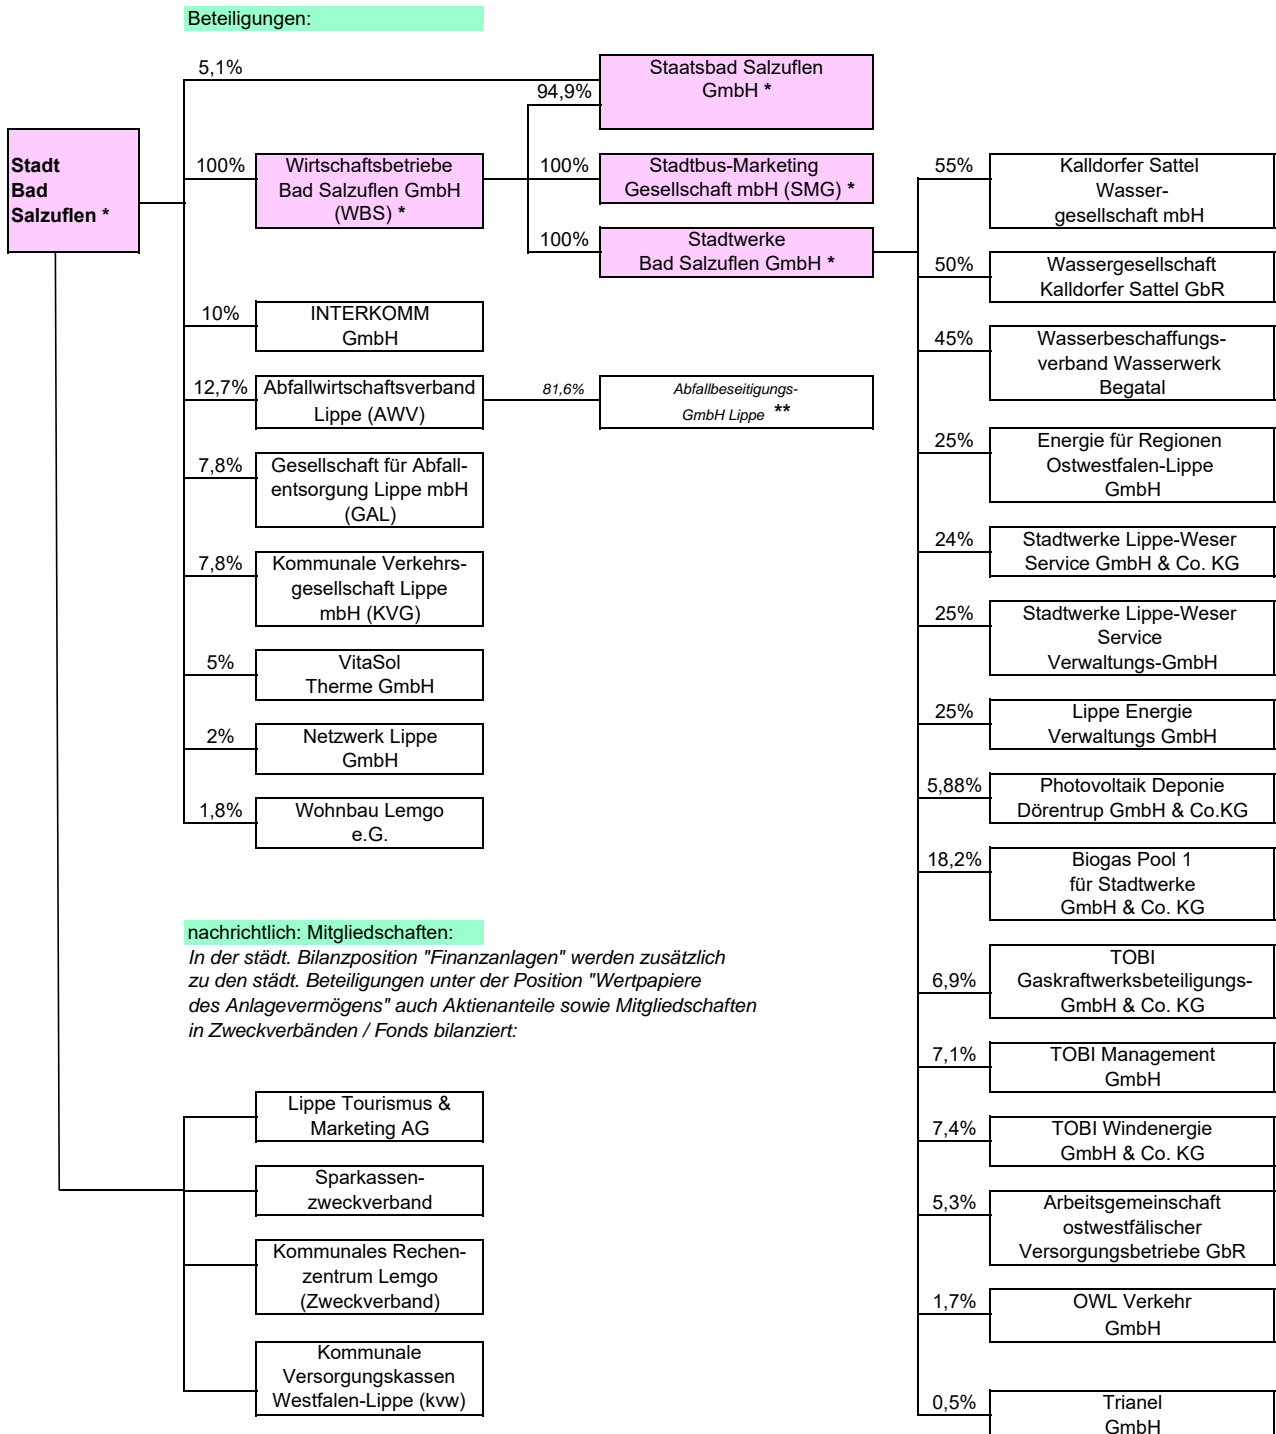 Beteiligungen:
5,1%
Staatsbad Salzuflen
GmbH *
94,9%
Stadt
Bad
Salzuflen *
100%
Wirtschaftsbetriebe
Bad Salzuflen GmbH
(WBS) *
100%
Stadtbus-Marketing
Gesellschaft mbH (SMG) *
100%
Stadtwerke
Bad Salzuflen GmbH *
10%
INTERKOMM
GmbH
12,7%
Abfallwirtschaftsverband
Lippe (AWV)
81,6%
Abfallbeseitigungs-
GmbH Lippe **
7,8%
Gesellschaft für Abfall-
entsorgung Lippe mbH
(GAL)
7,8%
Kommunale Verkehrs-
gesellschaft Lippe
mbH (KVG)
5%
VitaSol
Therme GmbH
2%
Netzwerk Lippe
GmbH
1,8%
Wohnbau Lemgo
e.G.
55%
Kalldorfer Sattel
Wasser-
gesellschaft mbH
50%
Wassergesellschaft
Kalldorfer Sattel GbR
45%
Wasserbeschaffungs-
verband Wasserwerk
Begatal
25%
Energie für Regionen
Ostwestfalen-Lippe
GmbH
24%
Stadtwerke Lippe-Weser
Service GmbH & Co. KG
25%
Stadtwerke Lippe-Weser
Service
Verwaltungs-GmbH
25%
Lippe Energie
Verwaltungs GmbH
5,88%
Photovoltaik Deponie
Dörentrup GmbH & Co.KG
18,2%
Biogas Pool 1
für Stadtwerke
GmbH & Co. KG
6,9%
TOBI
Gaskraftwerksbeteiligungs-
GmbH & Co. KG
7,1%
TOBI Management
GmbH
7,4%
TOBI Windenergie
GmbH & Co. KG
5,3%
Arbeitsgemeinschaft
ostwestfälischer
Versorgungsbetriebe GbR
1,7%
OWL Verkehr
GmbH
0,5%
Trianel
GmbH
nachrichtlich: Mitgliedschaften:
In der städt. Bilanzposition "Finanzanlagen" werden zusätzlich
zu den städt. Beteiligungen unter der Position "Wertpapiere
des Anlagevermögens" auch Aktienanteile sowie Mitgliedschaften
in Zweckverbänden / Fonds bilanziert:
Lippe Tourismus &
Marketing AG
Sparkassen-
zweckverband
Kommunales Rechen-
zentrum Lemgo
(Zweckverband)
Kommunale
Versorgungskassen
Westfalen-Lippe (kvw)